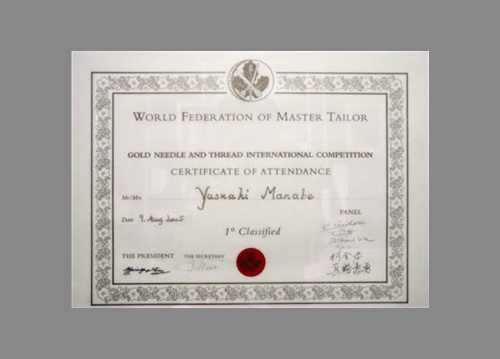 WORLD FEDERATION OF MASTER TAILOR
GOLD NEEDLE AND THREAD INTERNATIONAL COMPETITION
CERTIFICATE OF ATTENDANCE
Mr/Mrs Yasuaki Manabe
Date 9. Aug 2005
PANEL
1° Classified
THE PRESIDENT
THE SECRETARY